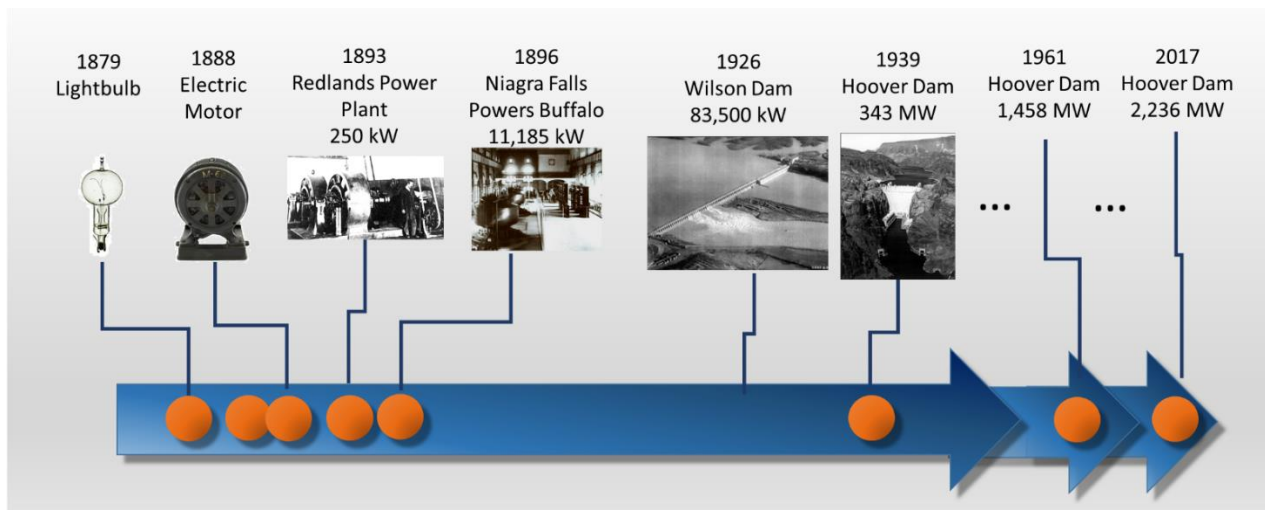 1879
Lightbulb
1888
Electric
Motor
1893
Redlands Power
Plant
250 kW
1896
Niagra Falls
Powers Buffalo
11,185 kW
1926
Wilson Dam
83,500 kW
1939
Hoover Dam
343 MW
1961
Hoover Dam
1,458 MW
2017
Hoover Dam
2,236 MW
...
...